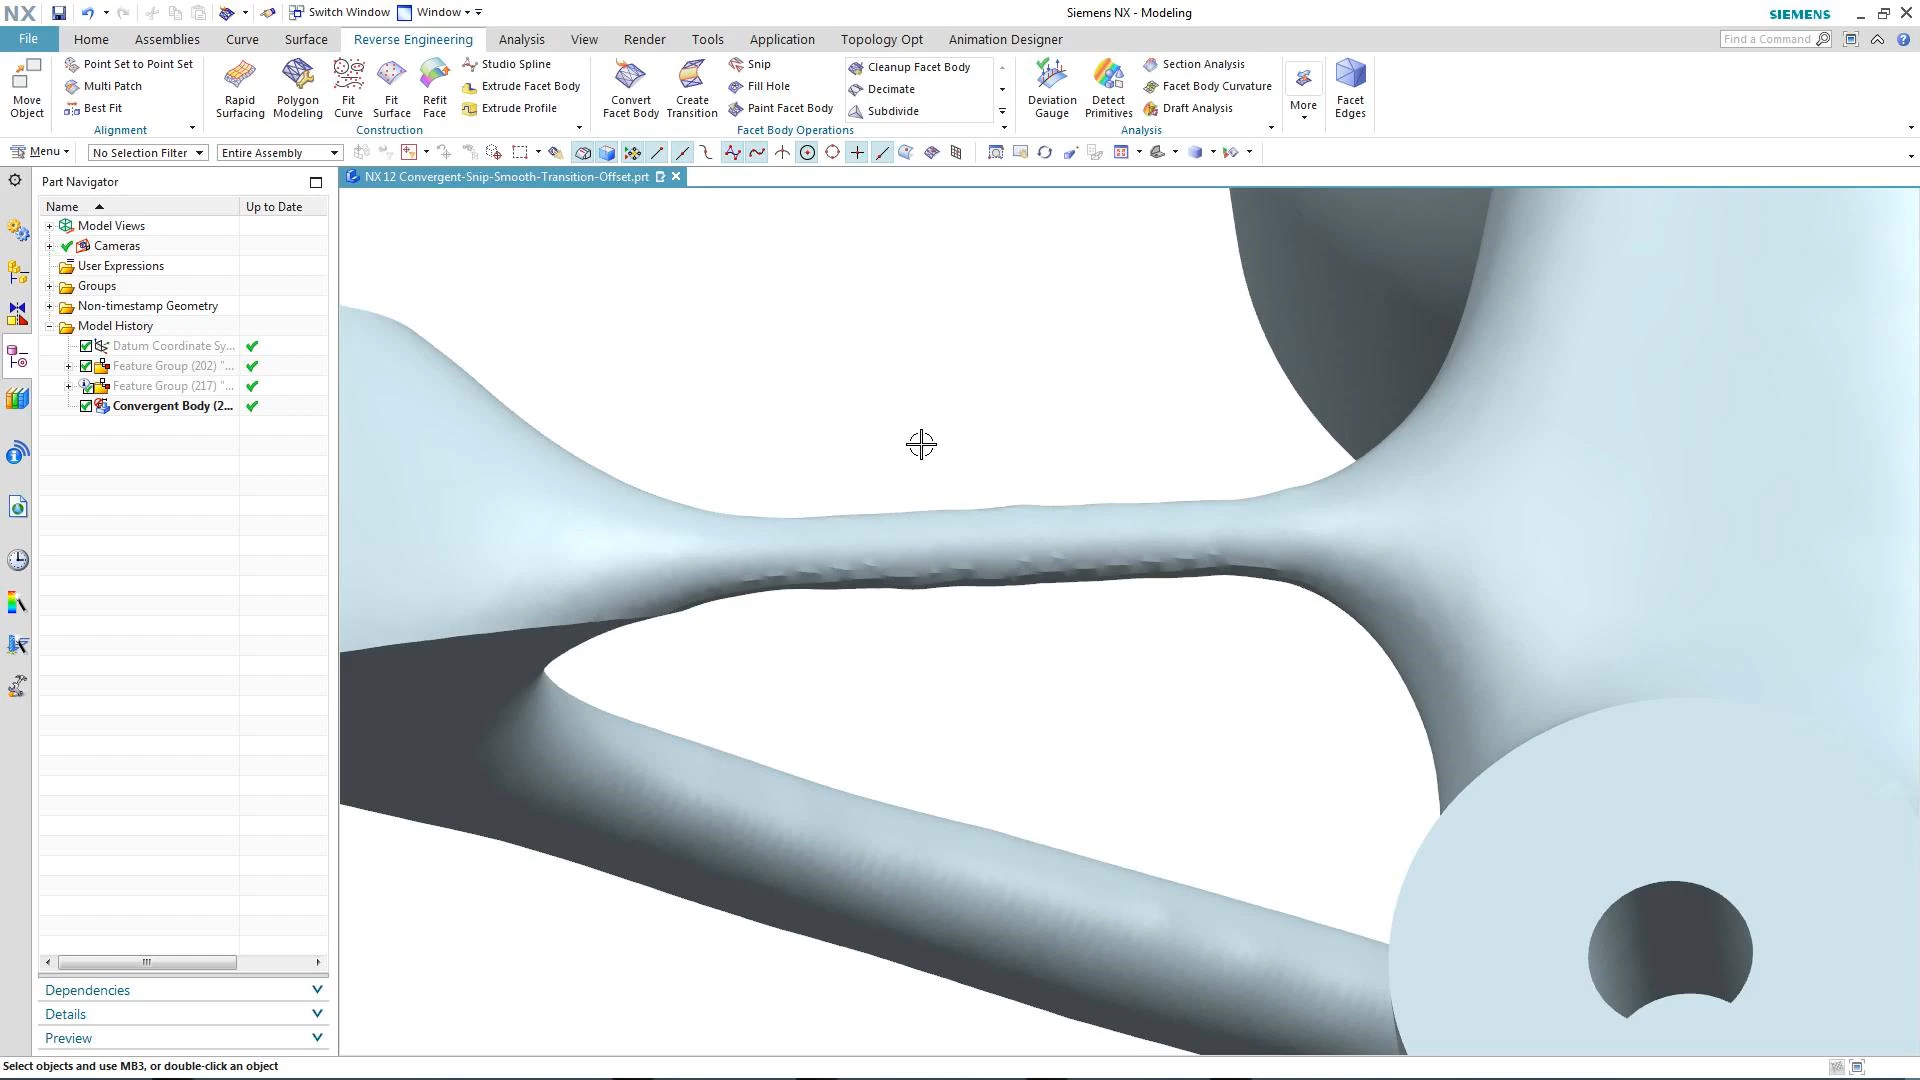 NX Switch Window Window Siemens NX - Modeling SIEMENS
File Home Assemblies Curve Surface Reverse Engineering Analysis View Render Tools Application Topology Opt Animation Designer Find a Command
Move Object
Point Set to Point Set
Multi Patch
Best Fit
Alignment
Rapid Surfacing
Polygon Modeling
Fit Curve
Fit Surface
Refit Face
Studio Spline
Extrude Facet Body
Extrude Profile
Construction
Convert Facet Body
Create Transition
Snip
Fill Hole
Paint Facet Body
Cleanup Facet Body
Decimate
Subdivide
Facet Body Operations
Deviation Gauge
Detect Primitives
Section Analysis
Facet Body Curvature
Draft Analysis
Analysis
More
Facet Edges
Menu No Selection Filter Entire Assembly
Part Navigator
NX 12 Convergent-Snip-Smooth-Transition-Offset.prt
Name Up to Date
Model Views
Cameras
User Expressions
Groups
Non-timestamp Geometry
Model History
Datum Coordinate Sy...
Feature Group (202) "...
Feature Group (217) "...
Convergent Body (2...
Dependencies
Details
Preview
Select objects and use MB3, or double-click an object